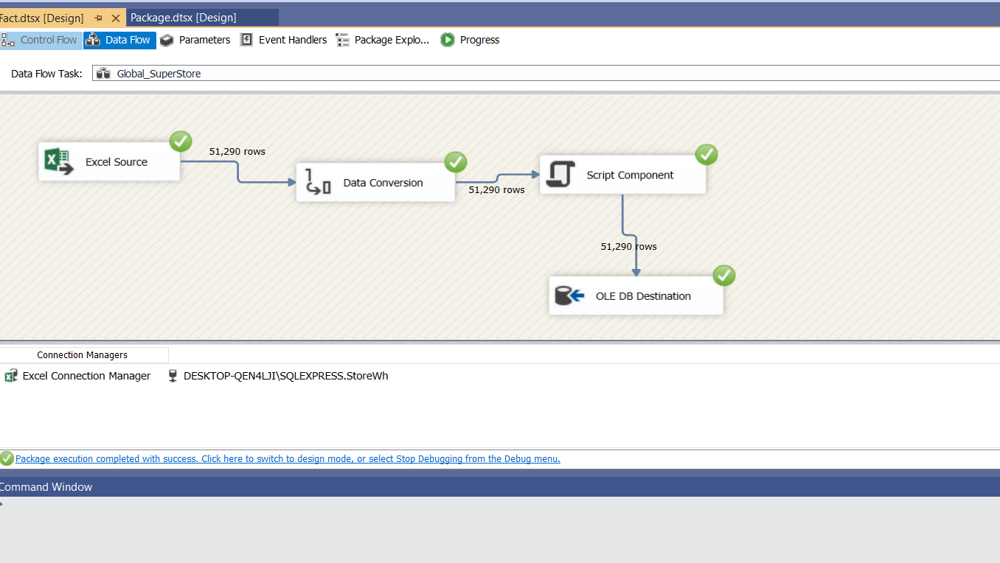 Fact.dtsx [Design]
Package.dtsx [Design]
Control Flow
Data Flow
Parameters
Event Handlers
Package Explo...
Progress
Data Flow Task:
Global_SuperStore
Excel Source
51,290 rows
Data Conversion
51,290 rows
Script Component
51,290 rows
OLE DB Destination
Connection Managers
Excel Connection Manager
DESKTOP-QEN4LJI\SQLEXPRESS.StoreWh
Package execution completed with success. Click here to switch to design mode, or select Stop Debugging from the Debug menu.
Command Window
>